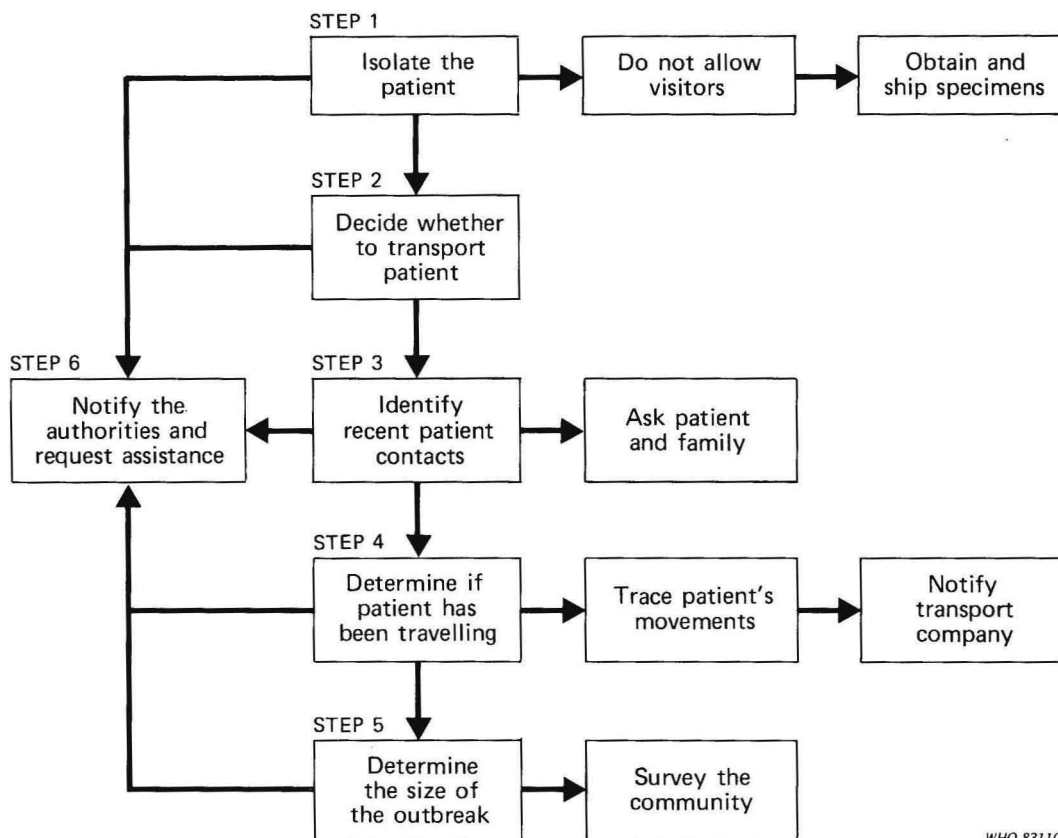 STEP 1
Isolate the
patient
Do not allow
visitors
Obtain and
ship specimens
STEP 2
Decide whether
to transport
patient
STEP 6
Notify the
authorities and
request assistance
STEP 3
Identify
recent patient
contacts
Ask patient
and family
STEP 4
Determine if
patient has
been travelling
Trace patient's
movements
Notify
transport
company
STEP 5
Determine
the size of
the outbreak
Survey the
community